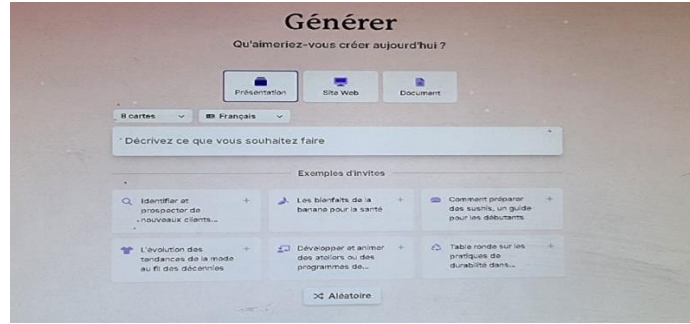 Générer
Qu'aimeriez-vous créer aujourd'hui ?
Présentation
Site Web
Document
8 cartes
Français
Décrivez ce que vous souhaitez faire
Exemples d'invites
Identifier et
prospecter de
nouveaux clients...
Les bienfaits de la
banane pour la santé
Comment préparer
des sushis, un guide
pour les débutants
L'évolution des
tendances de la mode
au fil des décennies
Développer et animer
des ateliers ou des
programmes de...
Table ronde sur les
pratiques de
durabilité dans...
Aléatoire